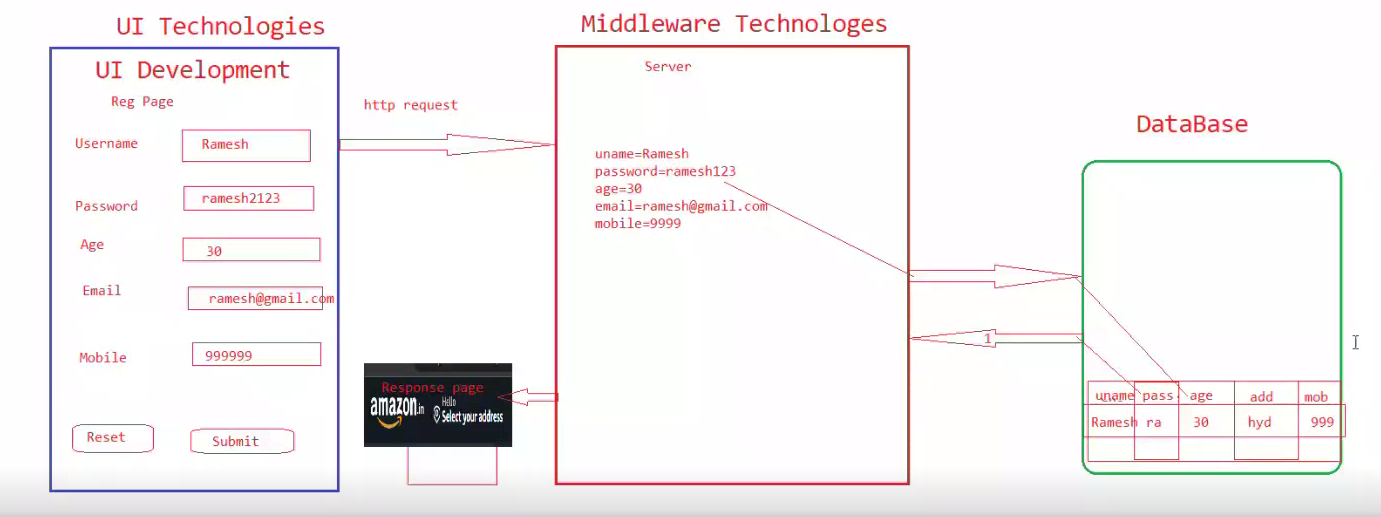 UI Technologies
UI Development
Reg Page
Username
Ramesh
Password
ramesh2123
Age
30
Email
ramesh@gmail.com
Mobile
999999
Reset
Submit
http request
Response page
amazon.in
Hello
Select your address
Middleware Technologes
Server
uname=Ramesh
password=ramesh123
age=30
email=ramesh@gmail.com
mobile=9999
1
DataBase
uname pass age add mob
Ramesh ra 30 hyd 999